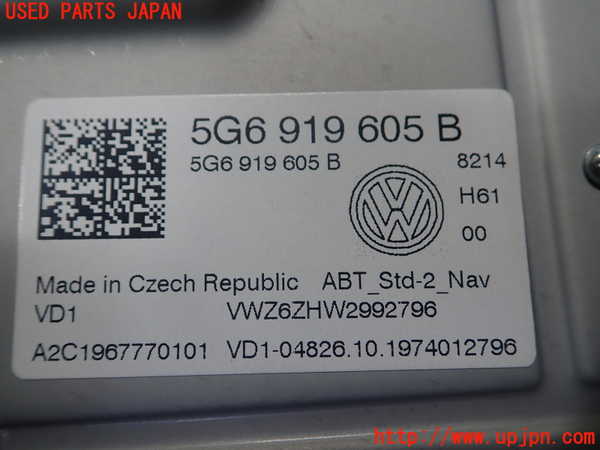 USED PARTS JAPAN
5G6 919 605 B
5G6 919 605 B
8214
H61
00
Made in Czech Republic ABT_Std-2_Nav
VD1 VWZ6ZHW2992796
A2C1967770101 VD1-04826.10.1974012796
http://www.upjpn.com/